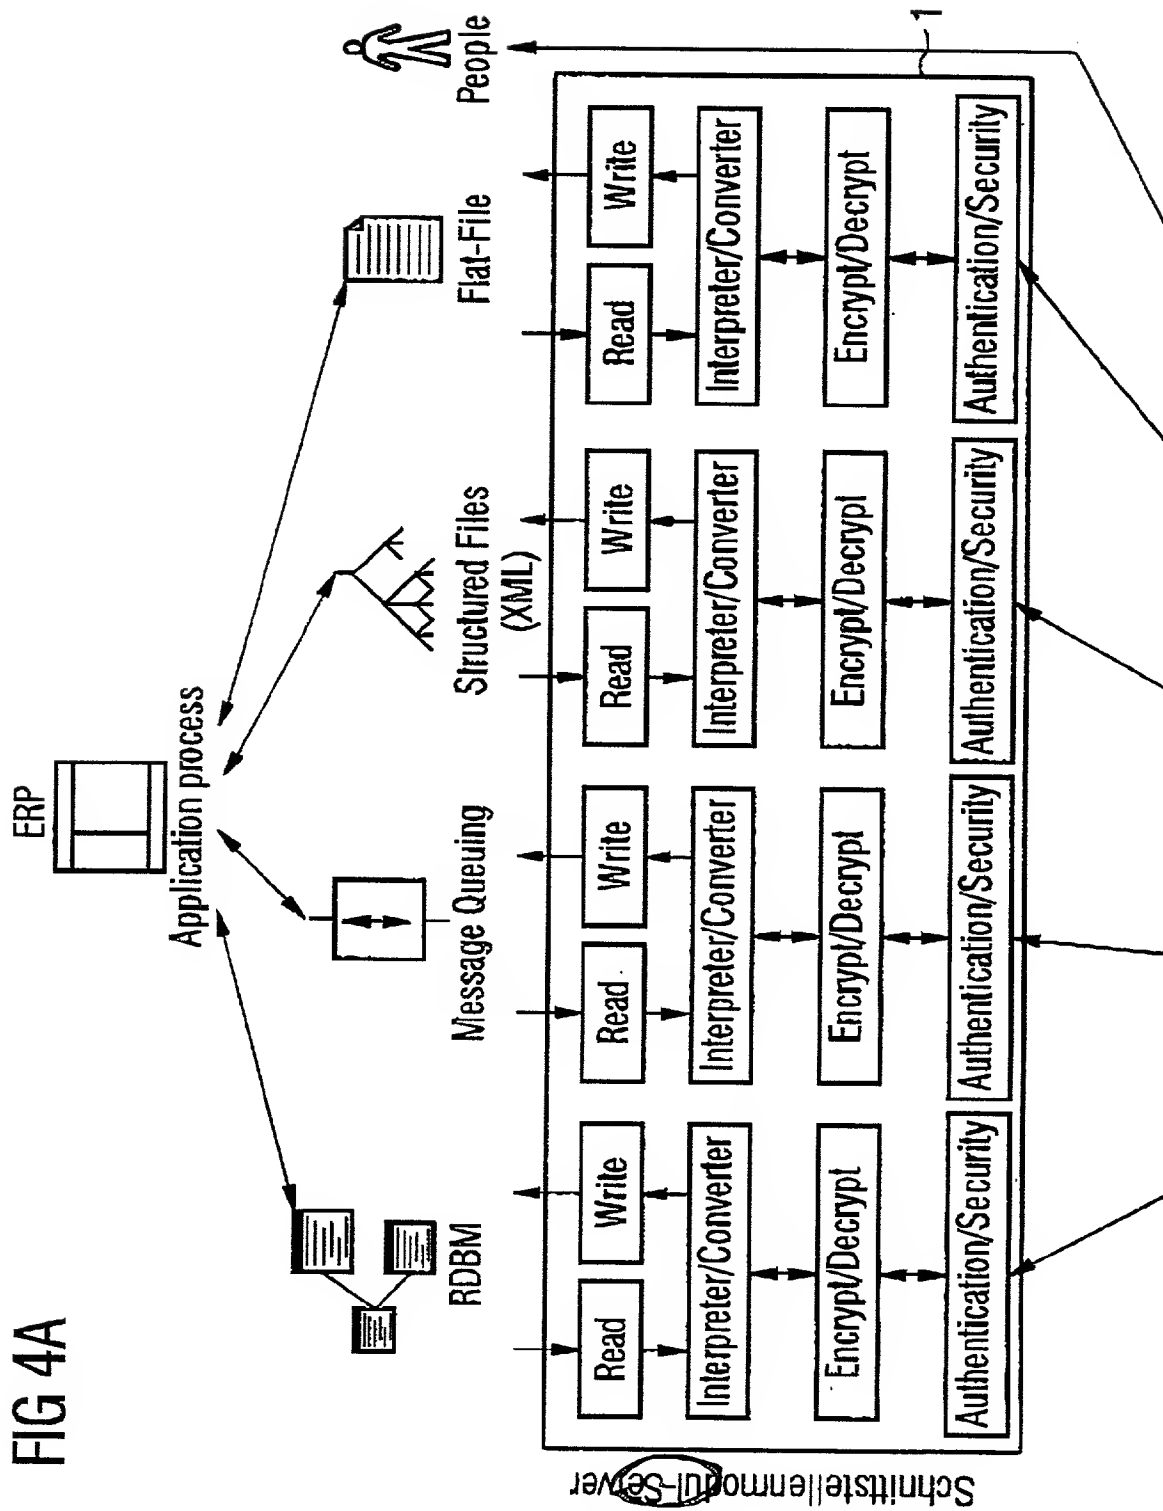 FIG 4A
ERP
Application process
RDBM
Message Queuing
Structured Files
(XML)
Flat-File
People
1
Schnittstellenmodul-Server
Read
Write
Read
Write
Read
Write
Read
Write
Interpreter/Converter
Interpreter/Converter
Interpreter/Converter
Interpreter/Converter
Encrypt/Decrypt
Encrypt/Decrypt
Encrypt/Decrypt
Encrypt/Decrypt
Authentication/Security
Authentication/Security
Authentication/Security
Authentication/Security